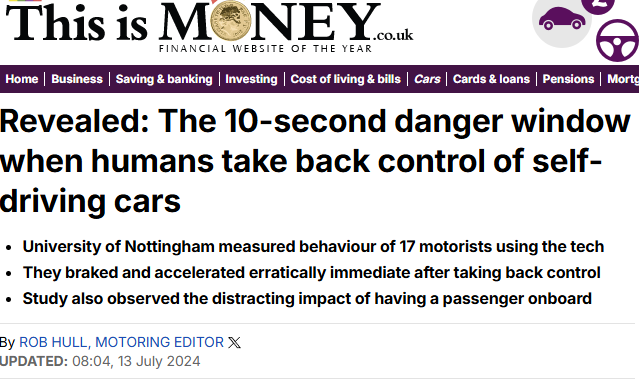 This is MONEY.co.uk
FINANCIAL WEBSITE OF THE YEAR
Home Business Saving & banking Investing Cost of living & bills Cars Cards & loans Pensions Mortg
Revealed: The 10-second danger window
when humans take back control of self-
driving cars
• University of Nottingham measured behaviour of 17 motorists using the tech
• They braked and accelerated erratically immediate after taking back control
• Study also observed the distracting impact of having a passenger onboard
By ROB HULL, MOTORING EDITOR X
UPDATED: 08:04, 13 July 2024